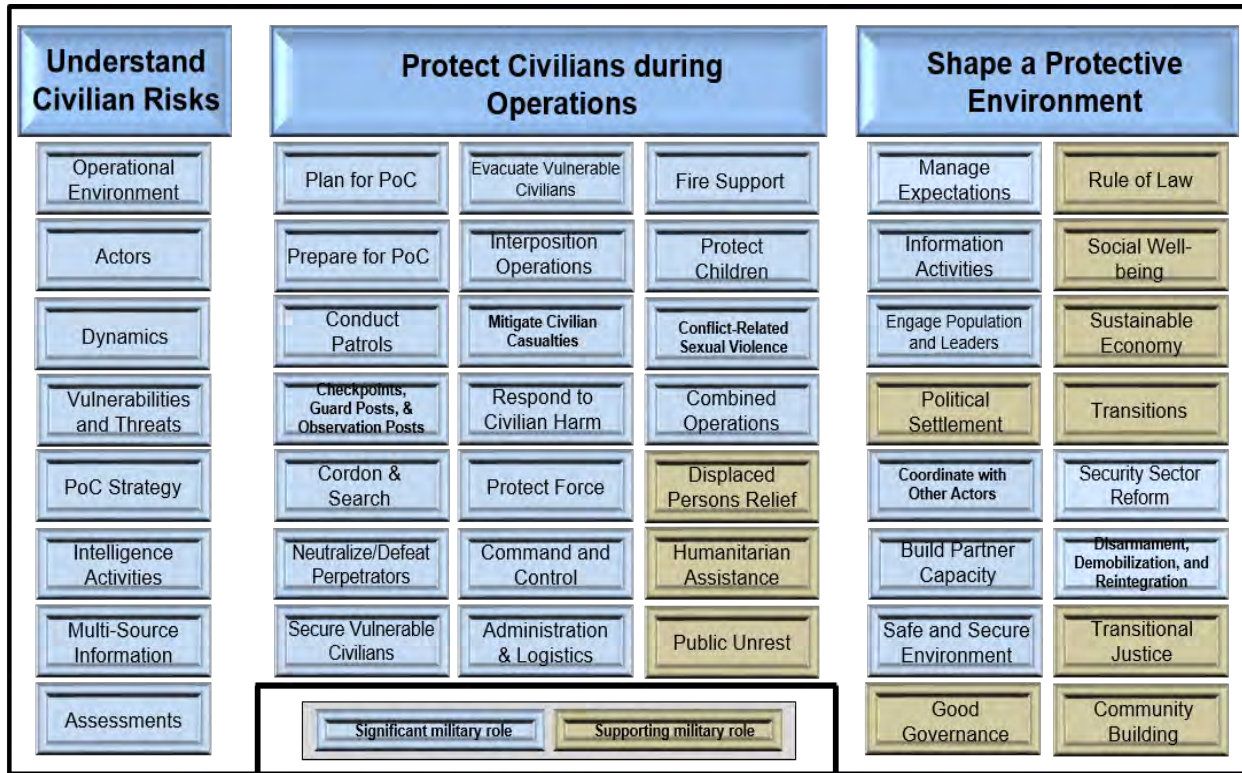 Understand
Civilian Risks
Operational
Environment
Actors
Dynamics
Vulnerabilities
and Threats
PoC Strategy
Intelligence
Activities
Multi-Source
Information
Assessments
Protect Civilians during
Operations
Plan for PoC
Prepare for PoC
Conduct
Patrols
Checkpoints,
Guard Posts, &
Observation Posts
Cordon &
Search
Neutralize/Defeat
Perpetrators
Secure Vulnerable
Civilians
Evacuate Vulnerable
Civilians
Interposition
Operations
Mitigate Civilian
Casualties
Respond to
Civilian Harm
Protect Force
Command and
Control
Administration
& Logistics
Fire Support
Protect
Children
Conflict-Related
Sexual Violence
Combined
Operations
Displaced
Persons Relief
Humanitarian
Assistance
Public Unrest
Significant military role
Supporting military role
Shape a Protective
Environment
Manage
Expectations
Information
Activities
Engage Population
and Leaders
Political
Settlement
Coordinate with
Other Actors
Build Partner
Capacity
Safe and Secure
Environment
Good
Governance
Rule of Law
Social Well-
being
Sustainable
Economy
Transitions
Security Sector
Reform
Disarmament,
Demobilization, and
Reintegration
Transitional
Justice
Community
Building